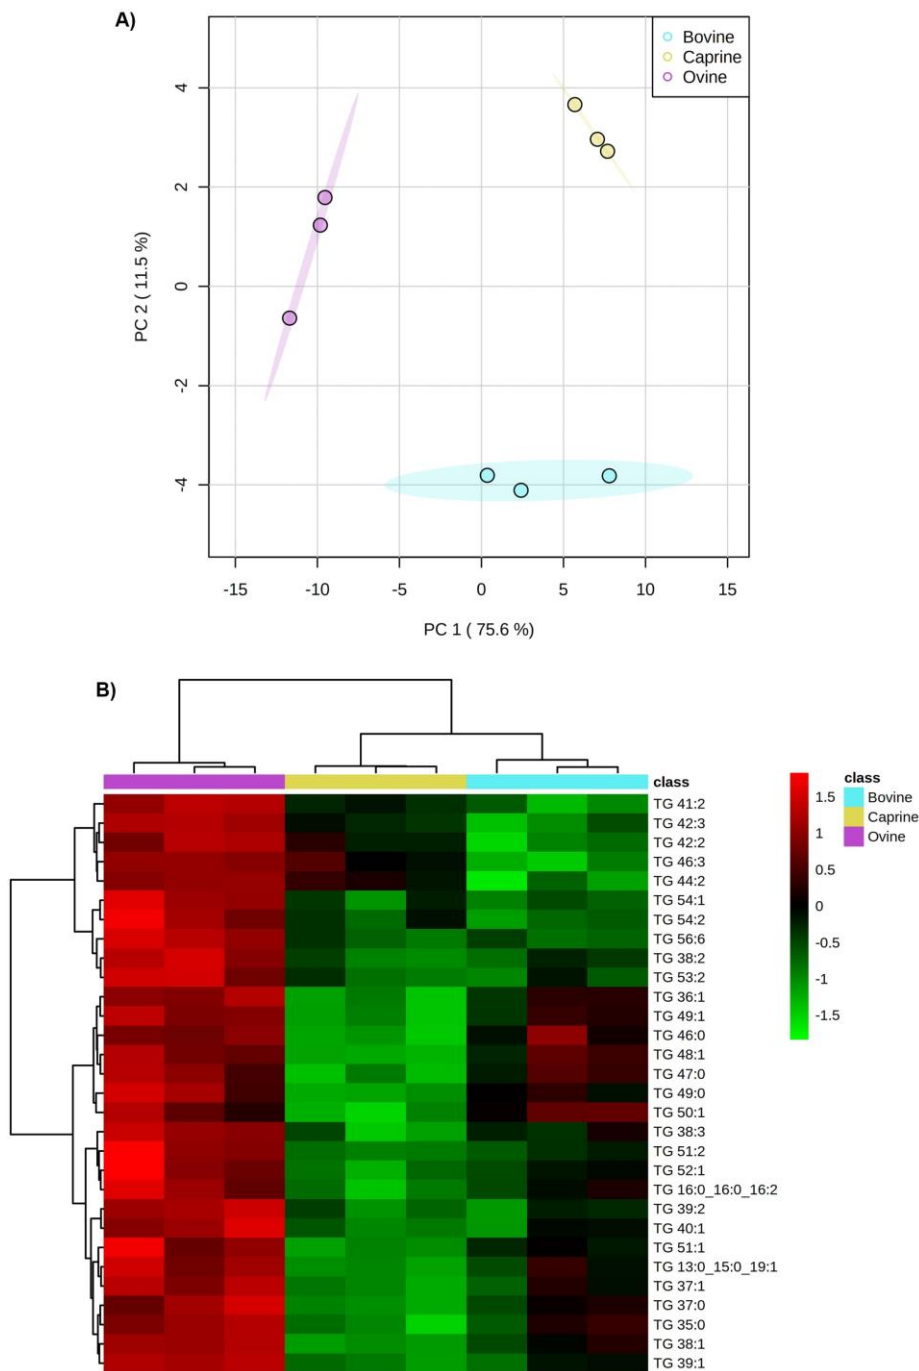 A)
Bovine
Caprine
Ovine
4
2
0
-2
-4
PC 2 ( 11.5 %)
-15 -10 -5 0 5 10 15
PC 1 ( 75.6 %)
B)
class
TG 41:2
TG 42:3
TG 42:2
TG 46:3
TG 44:2
TG 54:1
TG 54:2
TG 56:6
TG 38:2
TG 53:2
TG 36:1
TG 49:1
TG 46:0
TG 48:1
TG 47:0
TG 49:0
TG 50:1
TG 38:3
TG 51:2
TG 52:1
TG 16:0_16:0_16:2
TG 39:2
TG 40:1
TG 51:1
TG 13:0_15:0_19:1
TG 37:1
TG 37:0
TG 35:0
TG 38:1
TG 39:1
1.5
1
0.5
0
-0.5
-1
-1.5
class
Bovine
Caprine
Ovine